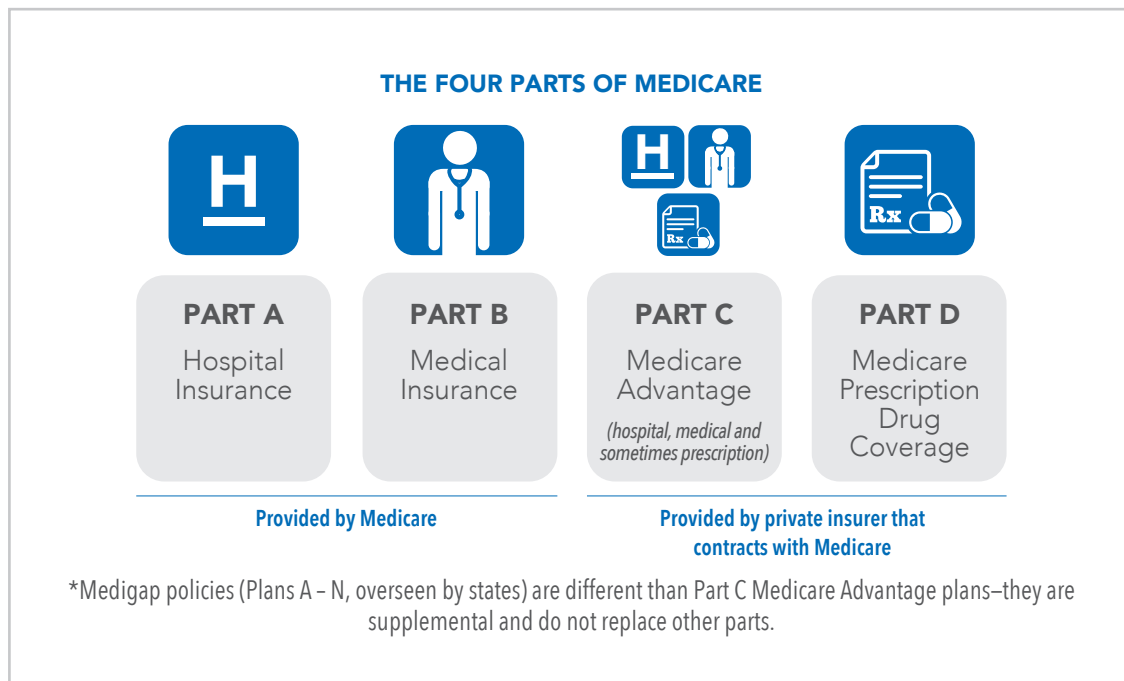 THE FOUR PARTS OF MEDICARE
H
H
Rx
Rx
PART A
Hospital
Insurance
PART B
Medical
Insurance
PART C
Medicare
Advantage
(hospital, medical and
sometimes prescription)
PART D
Medicare
Prescription
Drug
Coverage
Provided by Medicare
Provided by private insurer that
contracts with Medicare
*Medigap policies (Plans A – N, overseen by states) are different than Part C Medicare Advantage plans—they are
supplemental and do not replace other parts.